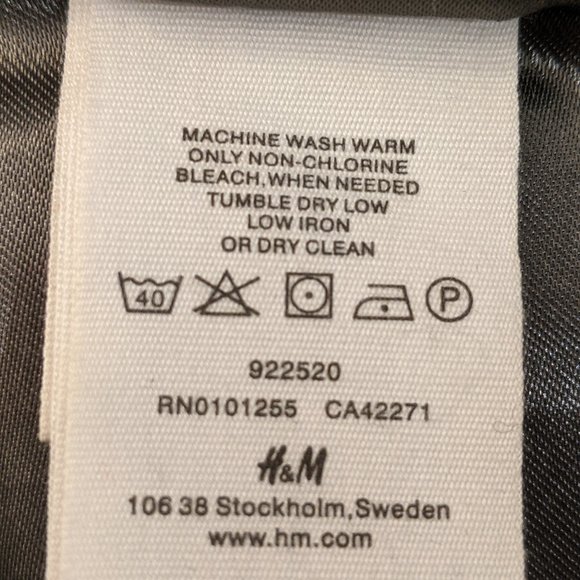 MACHINE WASH WARM
ONLY NON-CHLORINE
BLEACH,WHEN NEEDED
TUMBLE DRY LOW
LOW IRON
OR DRY CLEAN
40 P
922520
RN0101255 CA42271
H&M
106 38 Stockholm,Sweden
www.hm.com